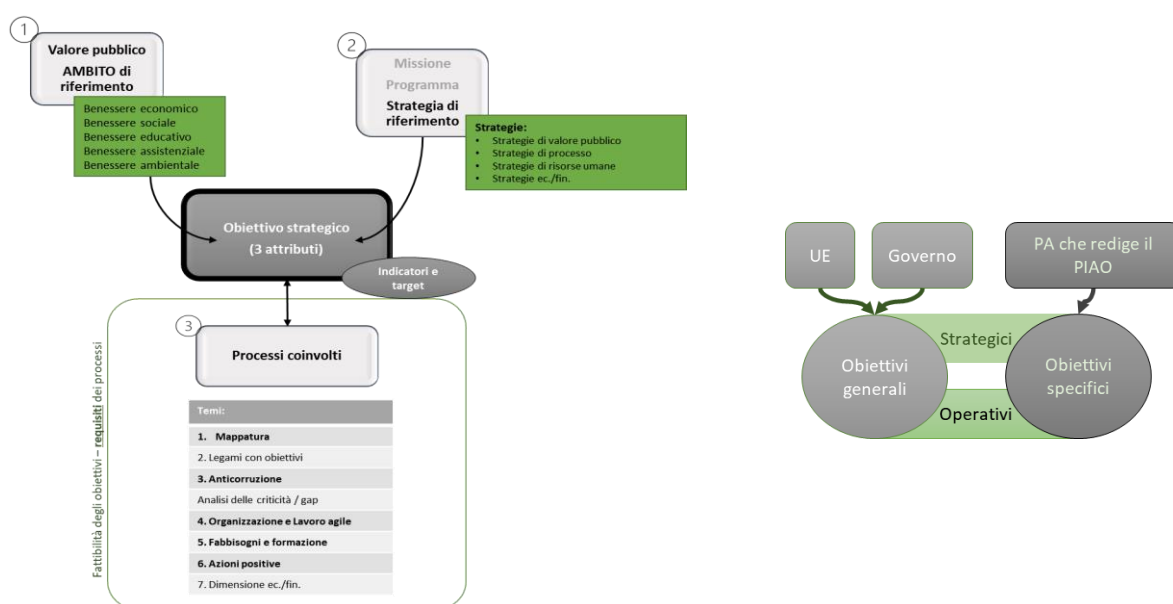 1
Valore pubblico
AMBITO di
riferimento
Benessere economico
Benessere sociale
Benessere educativo
Benessere assistenziale
Benessere ambientale
2
Missione
Programma
Strategia di
riferimento
Strategie:
• Strategie di valore pubblico
• Strategie di processo
• Strategie di risorse umane
• Strategie ec./fin.
Obiettivo strategico
(3 attributi)
Indicatori e
target
Fattibilità degli obiettivi – requisiti dei processi
3
Processi coinvolti
Temi:
1. Mappatura
2. Legami con obiettivi
3. Anticorruzione
Analisi delle criticità / gap
4. Organizzazione e Lavoro agile
5. Fabbisogni e formazione
6. Azioni positive
7. Dimensione ec./fin.
UE
Governo
PA che redige il
PIAO
Strategici
Obiettivi
generali
Obiettivi
specifici
Operativi